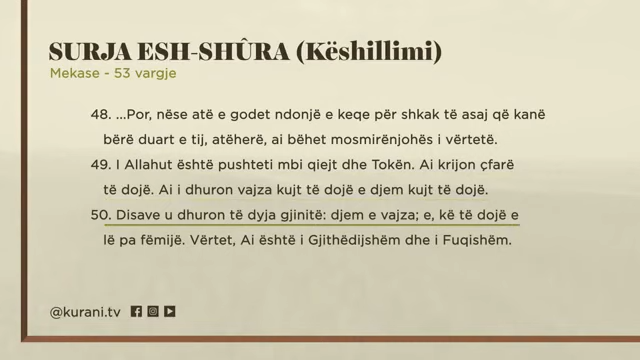 SURJA ESH-SHÛRA (Këshillimi)
Mekase - 53 vargje
48. ...Por, nëse atë e godet ndonjë e keqe për shkak të asaj që kanë
bërë duart e tij, atëherë, ai bëhet mosmirënjohës i vërtetë.
49. I Allahut është pushteti mbi qiejt dhe Tokën. Ai krijon çfarë
të dojë. Ai i dhuron vajza kujt të dojë e djem kujt të dojë.
50. Disave u dhuron të dyja gjinitë: djem e vajza; e, kë të dojë e
lë pa fëmijë. Vërtet, Ai është i Gjithëdijshëm dhe i Fuqishëm.
@kurani.tv